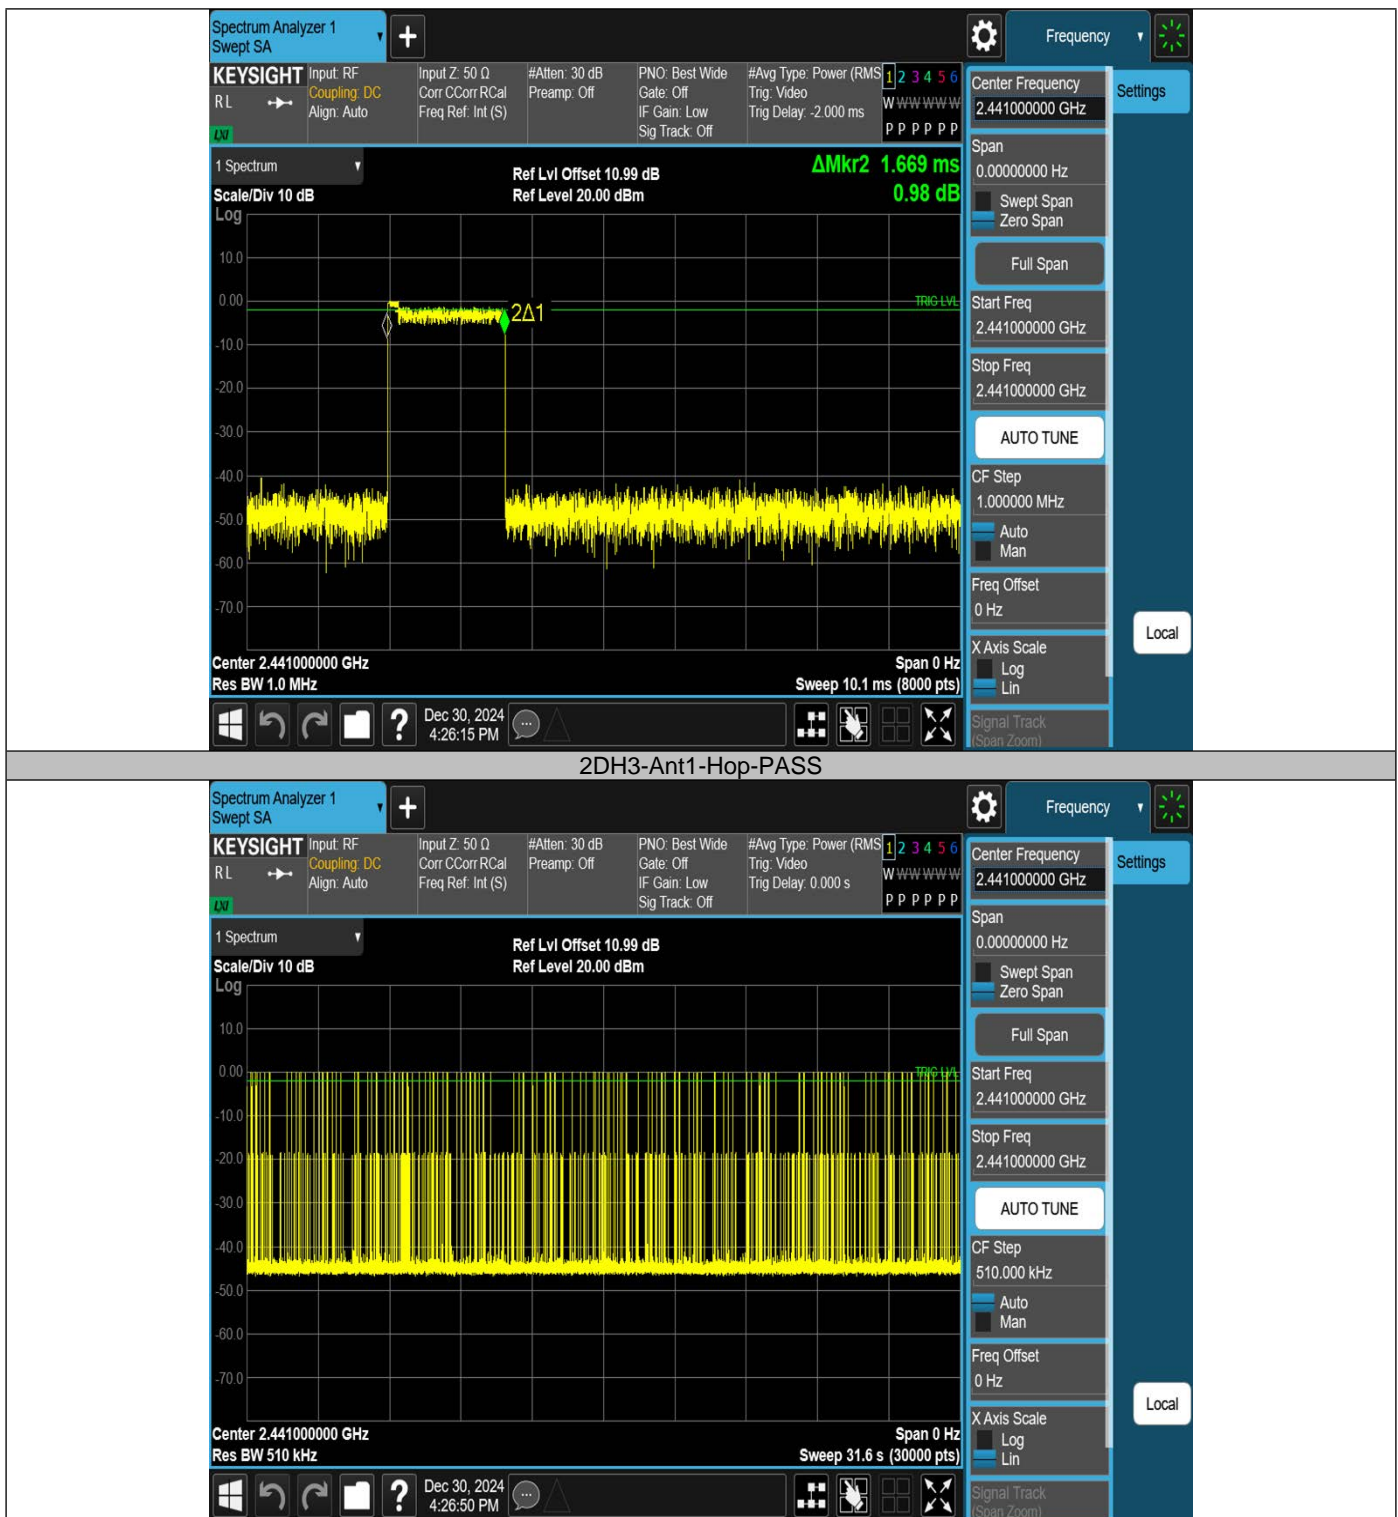 Spectrum Analyzer 1
Swept SA
Frequency
KEYSIGHT
RL
LXI
Input: RF
Coupling: DC
Align: Auto
Input Z: 50 Ω
Corr CCorr RCal
Freq Ref: Int (S)
#Atten: 30 dB
Preamp: Off
PNO: Best Wide
Gate: Off
IF Gain: Low
Sig Track: Off
#Avg Type: Power (RMS
Trig: Video
Trig Delay: -2.000 ms
1 2 3 4 5 6
W W W W W W
P P P P P P
Center Frequency
2.441000000 GHz
Settings
1 Spectrum
Scale/Div 10 dB
Log
Ref Lvl Offset 10.99 dB
Ref Level 20.00 dBm
ΔMkr2 1.669 ms
0.98 dB
10.0
0.00
-10.0
-20.0
-30.0
-40.0
-50.0
-60.0
-70.0
TRIG LVL
2Δ1
Center 2.441000000 GHz
Res BW 1.0 MHz
Span 0 Hz
Sweep 10.1 ms (8000 pts)
Span
0.00000000 Hz
Swept Span
Zero Span
Full Span
Start Freq
2.441000000 GHz
Stop Freq
2.441000000 GHz
AUTO TUNE
CF Step
1.000000 MHz
Auto
Man
Freq Offset
0 Hz
X Axis Scale
Log
Lin
Signal Track
(Span Zoom)
Local
?
Dec 30, 2024
4:26:15 PM
2DH3-Ant1-Hop-PASS
Spectrum Analyzer 1
Swept SA
Frequency
KEYSIGHT
RL
LXI
Input: RF
Coupling: DC
Align: Auto
Input Z: 50 Ω
Corr CCorr RCal
Freq Ref: Int (S)
#Atten: 30 dB
Preamp: Off
PNO: Best Wide
Gate: Off
IF Gain: Low
Sig Track: Off
#Avg Type: Power (RMS
Trig: Video
Trig Delay: 0.000 s
1 2 3 4 5 6
W W W W W W
P P P P P P
Center Frequency
2.441000000 GHz
Settings
1 Spectrum
Scale/Div 10 dB
Log
Ref Lvl Offset 10.99 dB
Ref Level 20.00 dBm
10.0
0.00
-10.0
-20.0
-30.0
-40.0
-50.0
-60.0
-70.0
TRIG LVL
Center 2.441000000 GHz
Res BW 510 kHz
Span 0 Hz
Sweep 31.6 s (30000 pts)
Span
0.00000000 Hz
Swept Span
Zero Span
Full Span
Start Freq
2.441000000 GHz
Stop Freq
2.441000000 GHz
AUTO TUNE
CF Step
510.000 kHz
Auto
Man
Freq Offset
0 Hz
X Axis Scale
Log
Lin
Signal Track
(Span Zoom)
Local
?
Dec 30, 2024
4:26:50 PM